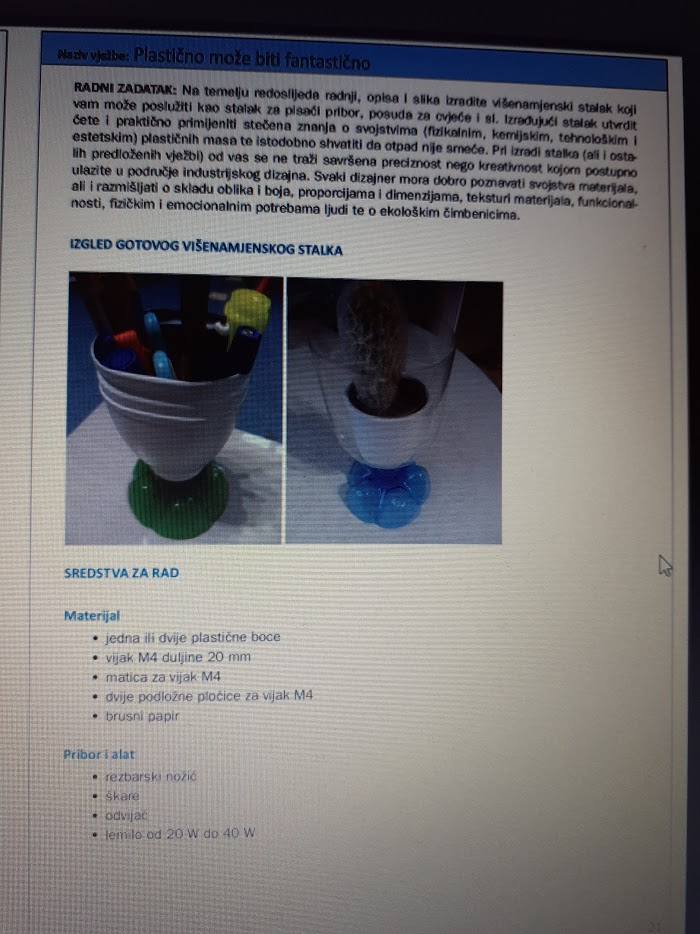 Naziv vježbe: Plastično može biti fantastično
RADNI ZADATAK: Na temelju redoslijeda radnji, opisa i slika izradite višenamjenski stalak koji
vam može poslužiti kao stalak za pisaći pribor, posuda za cvjeće i sl. Izrađujući stalak utvrdit
ćete i praktično primijeniti stečena znanja o svojstvima (fizikalnim, kemijskim, tehnološkim i
estetskim) plastičnih masa te istodobno shvatiti da otpad nije smeće. Pri izradi stalka (ali i osta-
lih predloženih vježbi) od vas se ne traži savršena preciznost nego kreativnost kojom postupno
ulazite u područje industrijskog dizajna. Svaki dizajner mora dobro poznavati svojstva materijala,
ali i razmišljati o skladu oblika i boja, proporcijama i dimenzijama, teksturi materijala, funkcional-
nosti, fizičkim i emocionalnim potrebama ljudi te o ekološkim čimbenicima.
IZGLED GOTOVOG VIŠENAMJENSKOG STALKA
SREDSTVA ZA RAD
Materijal
• jedna ili dvije plastične boce
• vijak M4 duljine 20 mm
• matica za vijak M4
• dvije podložne pločice za vijak M4
• brusni papir
Pribor i alat
• rezbarski nožić
• škare
• odvijač
• lemilo od 20 W do 40 W